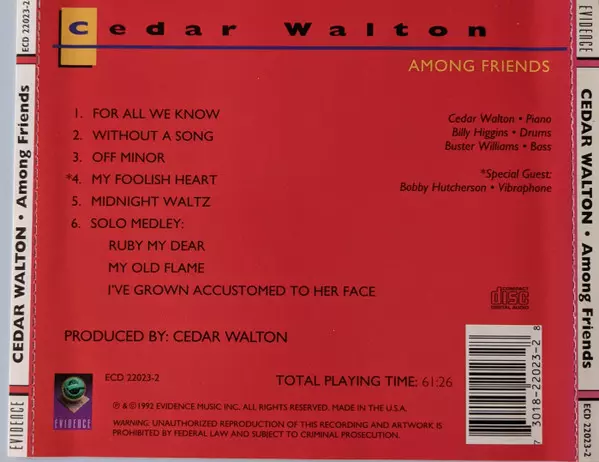 Cedar Walton
AMONG FRIENDS
1. FOR ALL WE KNOW
2. WITHOUT A SONG
3. OFF MINOR
*4. MY FOOLISH HEART
5. MIDNIGHT WALTZ
6. SOLO MEDLEY:
RUBY MY DEAR
MY OLD FLAME
I'VE GROWN ACCUSTOMED TO HER FACE
Cedar Walton • Piano
Billy Higgins • Drums
Buster Williams • Bass
*Special Guest:
Bobby Hutcherson • Vibraphone
COMPACT
disc
DIGITAL AUDIO
PRODUCED BY: CEDAR WALTON
ECD 22023-2
TOTAL PLAYING TIME: 61:26
EVIDENCE
℗ & © 1992 EVIDENCE MUSIC INC. ALL RIGHTS RESERVED. MADE IN THE U.S.A.
WARNING: UNAUTHORIZED REPRODUCTION OF THIS RECORDING AND ARTWORK IS
PROHIBITED BY FEDERAL LAW AND SUBJECT TO CRIMINAL PROSECUTION.
7 3018-22023-2 8
EVIDENCE CEDAR WALTON • Among Friends ECD 22023-2
EVIDENCE CEDAR WALTON • Among Friends ECD 22023-2